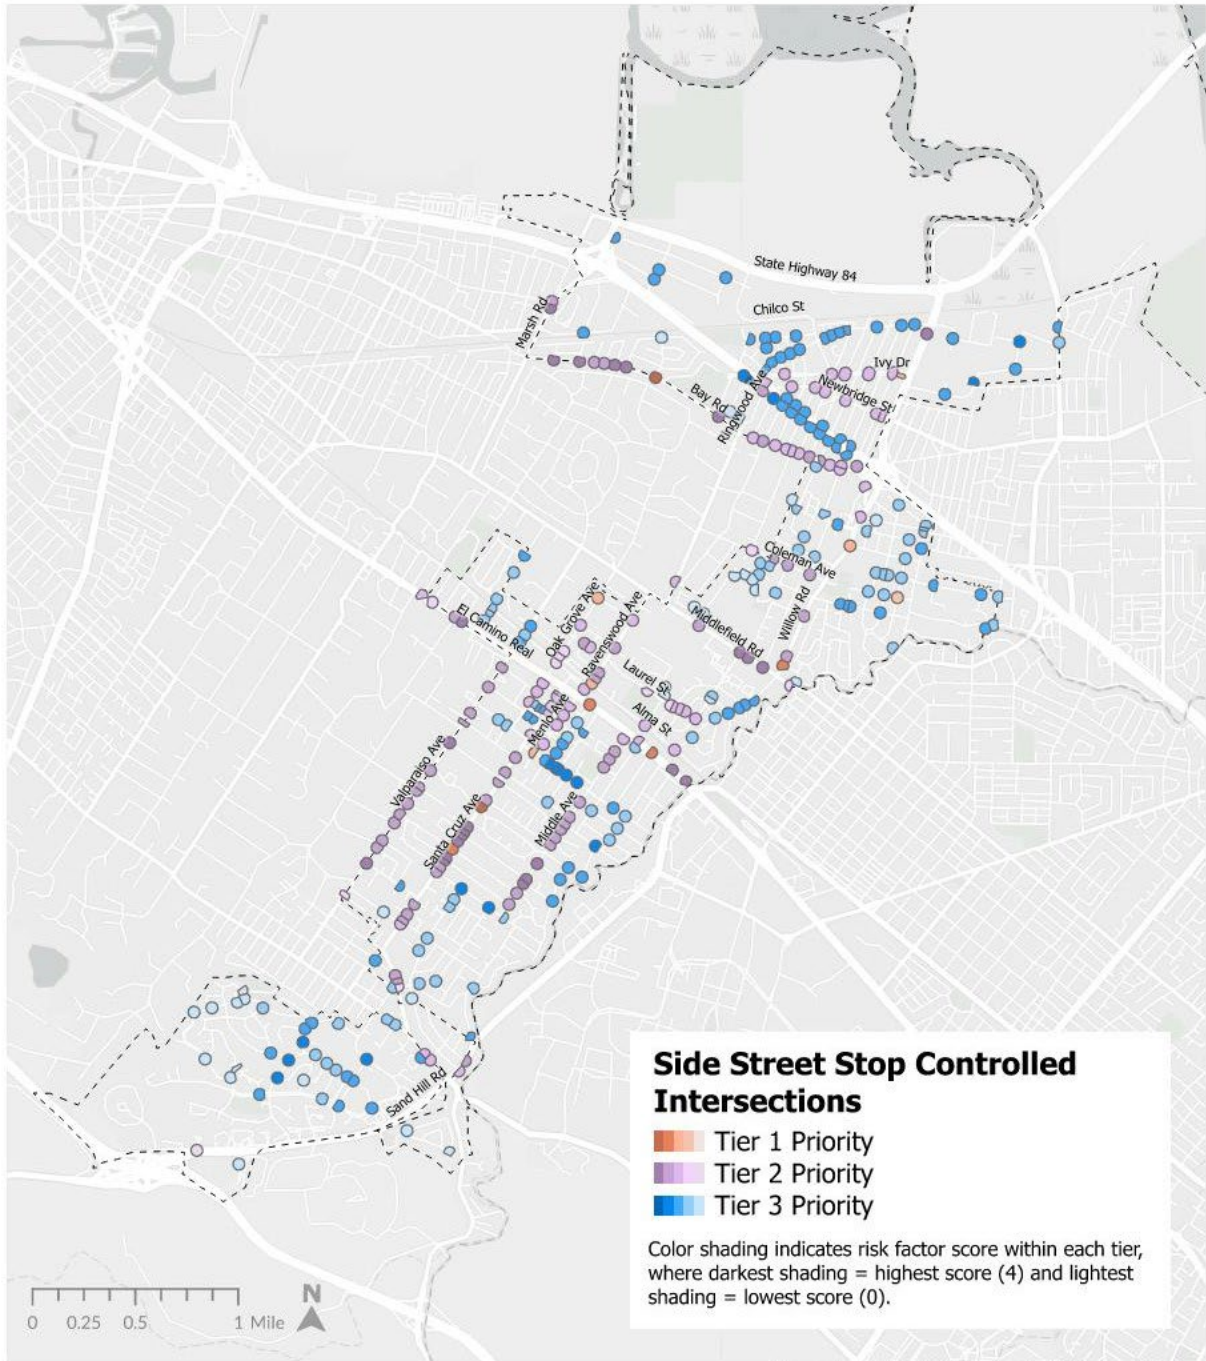 State Highway 84
Chilco St
Marsh Rd
Ivy Dr
Newbridge St
Ringwood Ave
Bay Rd
Coleman Ave
Willow Rd
Middlefield Rd
Oak Grove Ave
Ravenswood Ave
El Camino Real
Laurel St
Alma St
Menlo Ave
Valparaiso Ave
Santa Cruz Ave
Middle Ave
Sand Hill Rd
Side Street Stop Controlled
Intersections
Tier 1 Priority
Tier 2 Priority
Tier 3 Priority
Color shading indicates risk factor score within each tier,
where darkest shading = highest score (4) and lightest
shading = lowest score (0).
N
0 0.25 0.5 1 Mile